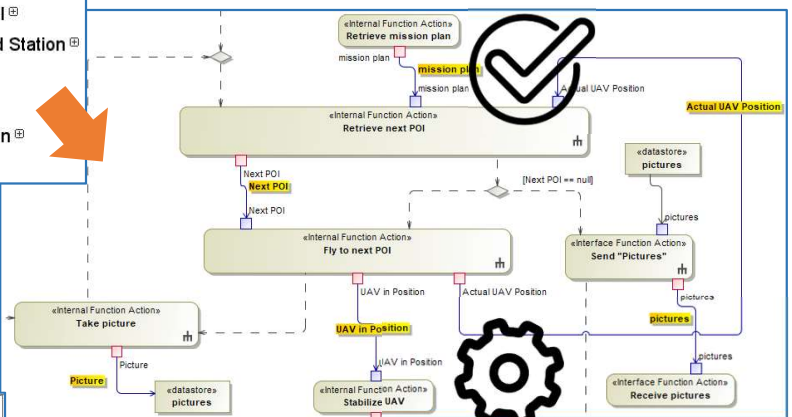 l
d Station
n
«Internal Function Action»
Retrieve mission plan
mission plan
mission plan
mission plan
Actual UAV Position
Actual UAV Position
«Internal Function Action»
Retrieve next POI
«datastore»
pictures
Next POI
Next POI
[Next POI == null]
Next POI
pictures
«Internal Function Action»
Fly to next POI
«Interface Function Action»
Send "Pictures"
UAV in Position
Actual UAV Position
pictures
«Internal Function Action»
Take picture
pictures
UAV in Position
Picture
UAV in Position
pictures
Picture
«datastore»
pictures
«Internal Function Action»
Stabilize UAV
«Interface Function Action»
Receive pictures